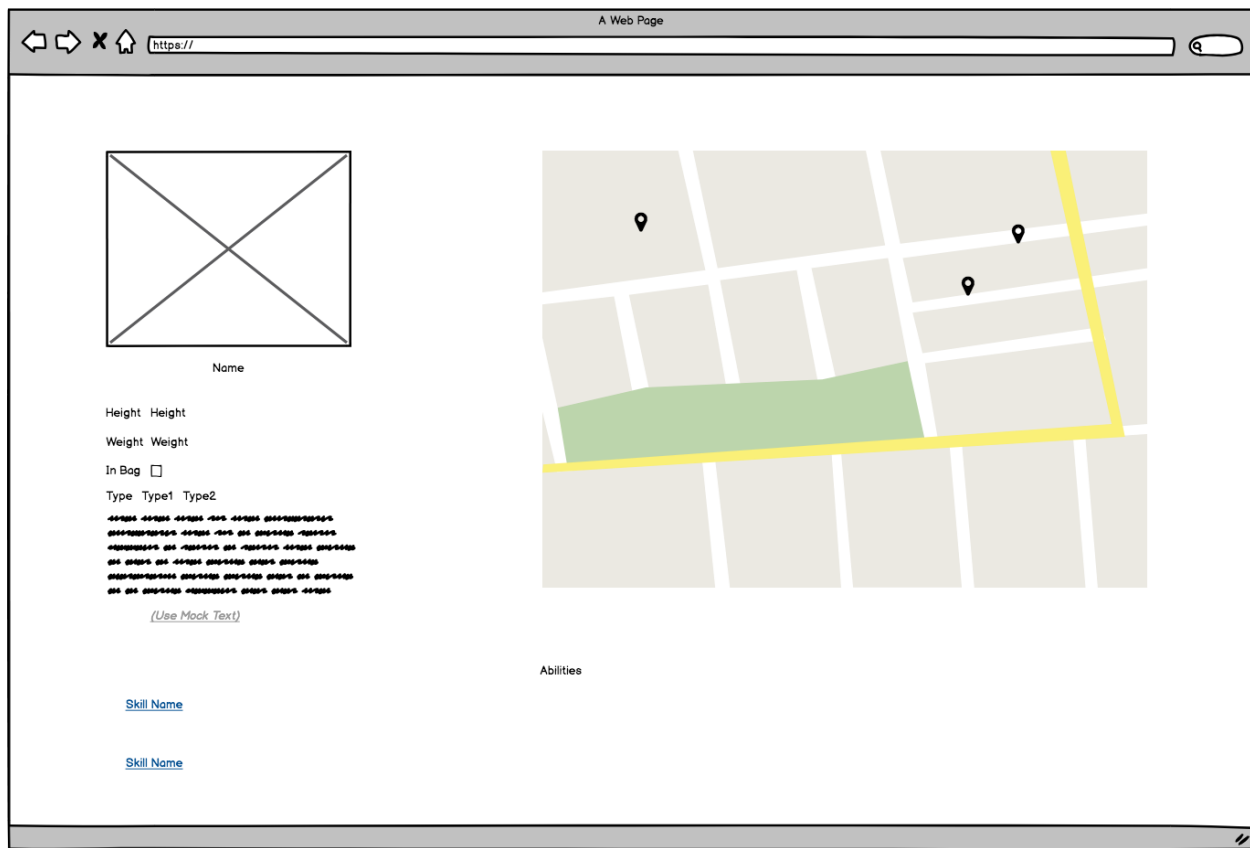 A Web Page
https://
Name
Height Height
Weight Weight
In Bag
Type Type1 Type2
(Use Mock Text)
Abilities
Skill Name
Skill Name